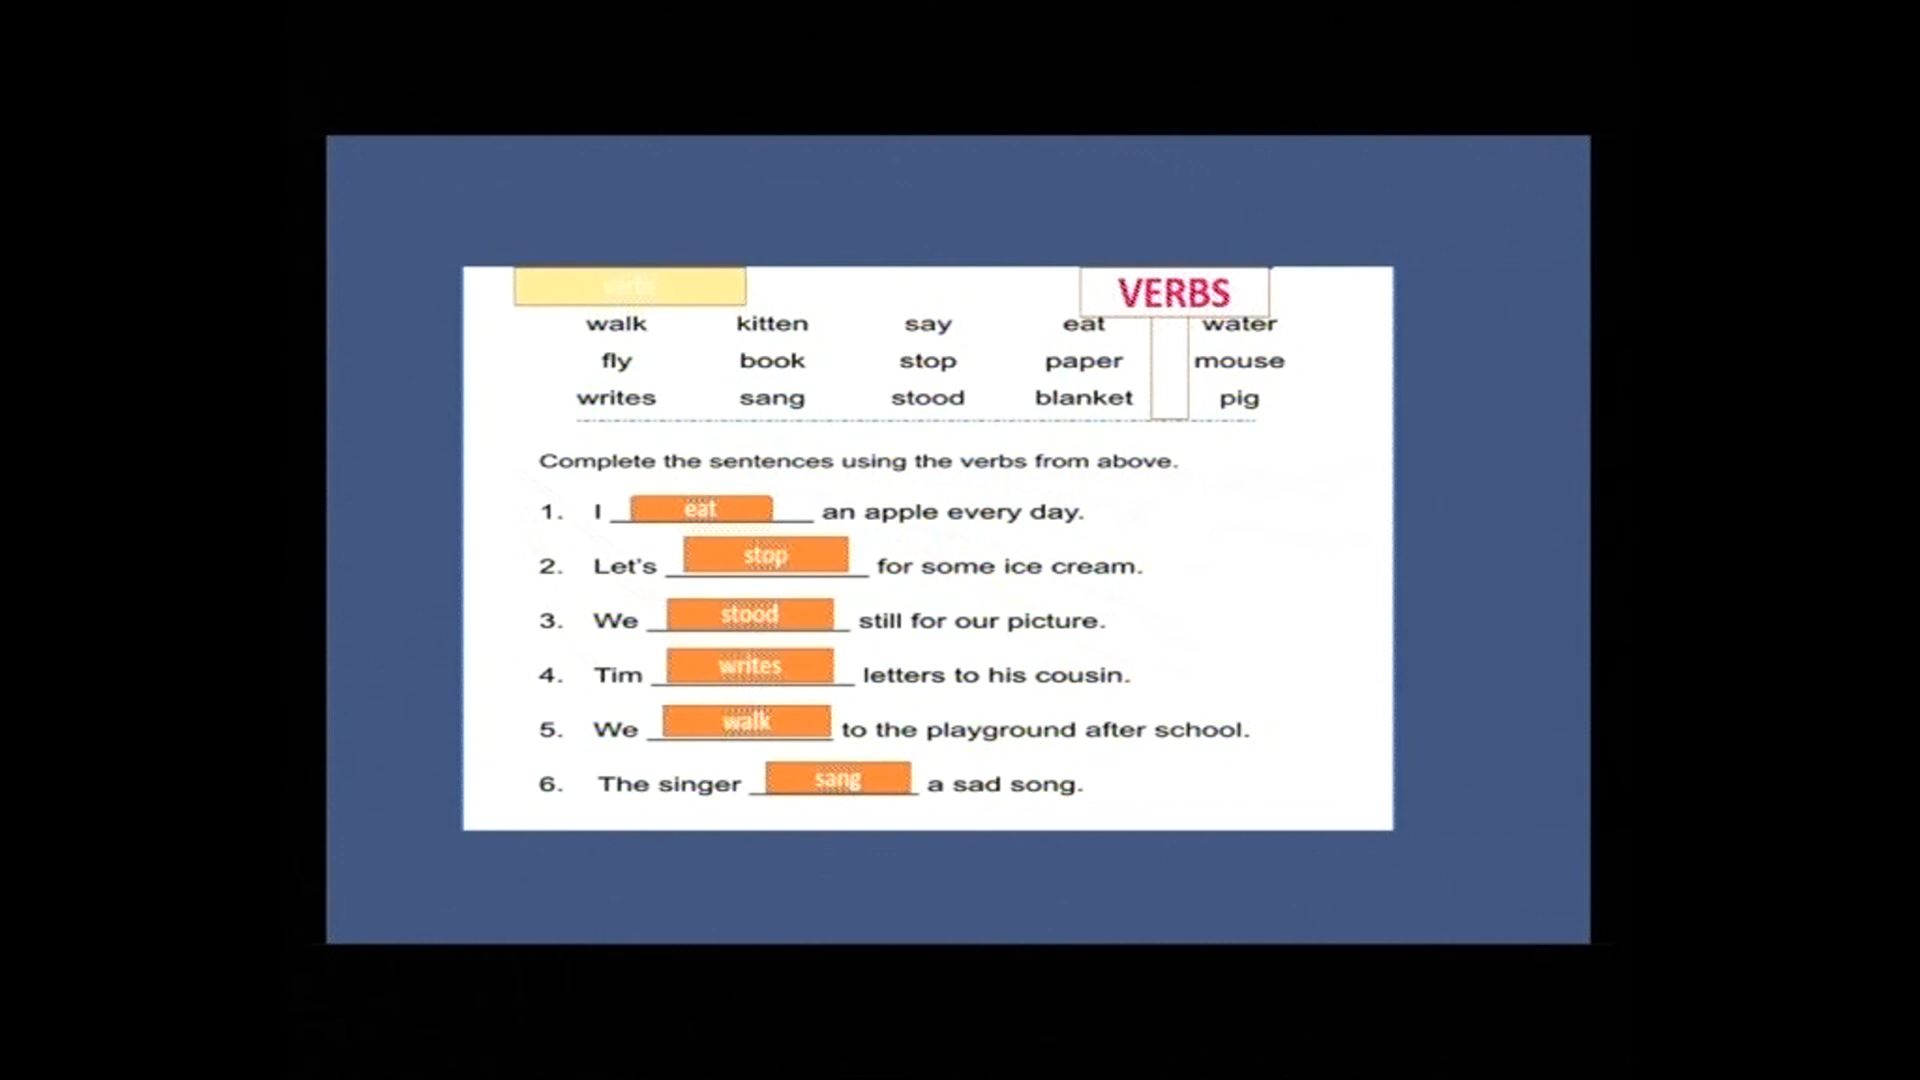 verbs
VERBS
walk kitten say eat water
fly book stop paper mouse
writes sang stood blanket pig
Complete the sentences using the verbs from above.
1. I eat an apple every day.
2. Let's stop for some ice cream.
3. We stood still for our picture.
4. Tim writes letters to his cousin.
5. We walk to the playground after school.
6. The singer sang a sad song.